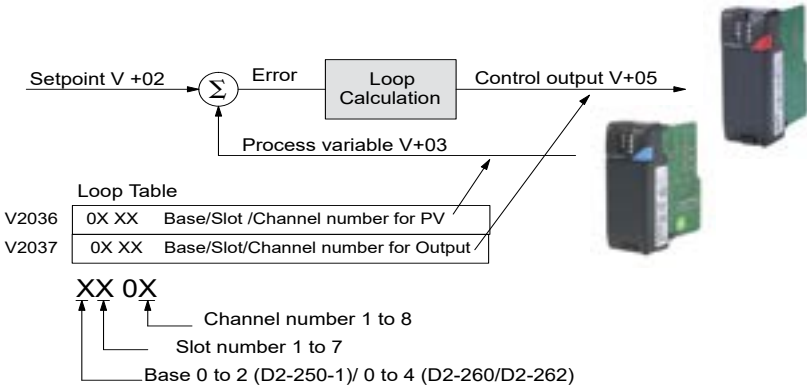 Setpoint V +02
Σ
Error
Loop
Calculation
Control output V+05
Process variable V+03
Loop Table
V2036 0X XX Base/Slot /Channel number for PV
V2037 0X XX Base/Slot/Channel number for Output
XX 0X
Channel number 1 to 8
Slot number 1 to 7
Base 0 to 2 (D2-250-1)/ 0 to 4 (D2-260/D2-262)